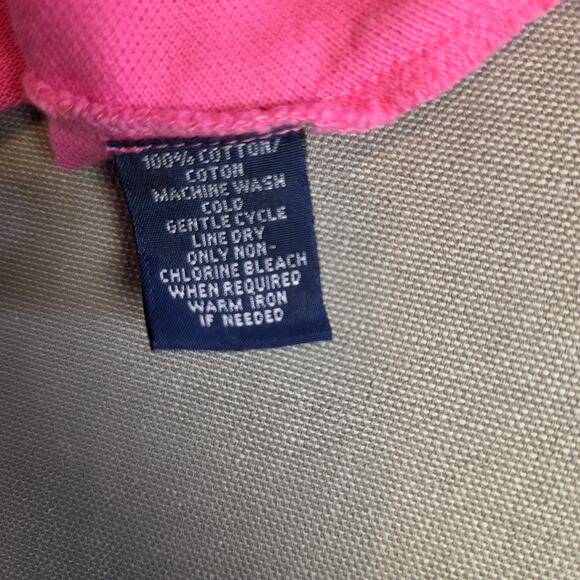 100% COTTON/
COTON
MACHINE WASH
COLD
GENTLE CYCLE
LINE DRY
ONLY NON-
CHLORINE BLEACH
WHEN REQUIRED
WARM IRON
IF NEEDED